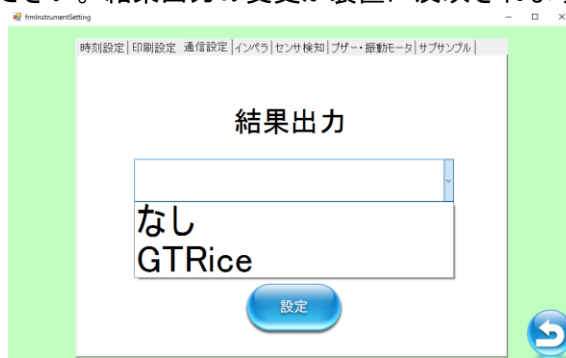 さい。結果出力の変更が装置に反映されます
frmInstrumentSetting
時刻設定 印刷設定 通信設定 インペラ センサ検知 ブザー・振動モータ サブサンプル
結果出力
なし
GTRice
設定